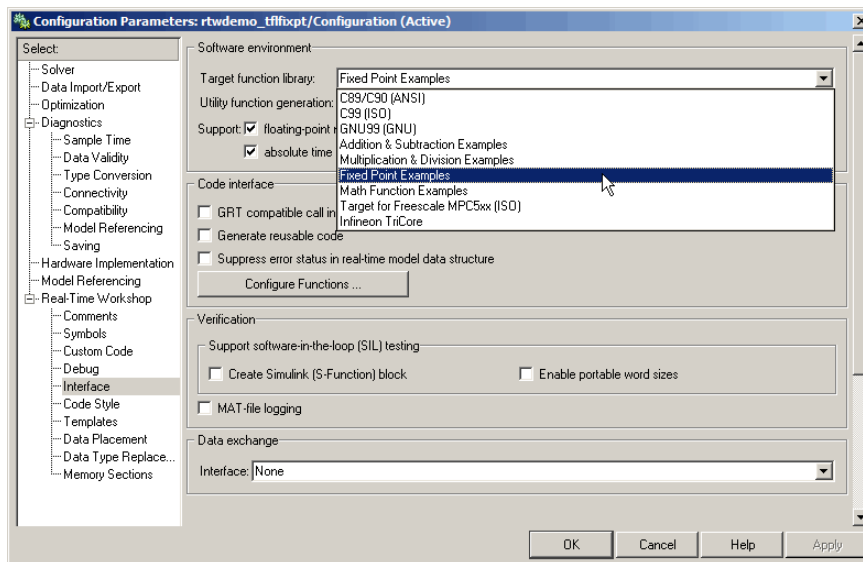 Configuration Parameters: rtwdemo_tflfixpt/Configuration (Active)
Select:
Solver
Data Import/Export
Optimization
Diagnostics
Sample Time
Data Validity
Type Conversion
Connectivity
Compatibility
Model Referencing
Saving
Hardware Implementation
Model Referencing
Real-Time Workshop
Comments
Symbols
Custom Code
Debug
Interface
Code Style
Templates
Data Placement
Data Type Replace...
Memory Sections
Software environment
Target function library: Fixed Point Examples
Utility function generation:
Support: floating-point
absolute time
C89/C90 (ANSI)
C99 (ISO)
GNU99 (GNU)
Addition & Subtraction Examples
Multiplication & Division Examples
Fixed Point Examples
Math Function Examples
Target for Freescale MPC5xx (ISO)
Infineon TriCore
Code interface
GRT compatible call in
Generate reusable code
Suppress error status in real-time model data structure
Configure Functions ...
Verification
Support software-in-the-loop (SIL) testing
Create Simulink (S-Function) block
Enable portable word sizes
MAT-file logging
Data exchange
Interface: None
OK
Cancel
Help
Apply